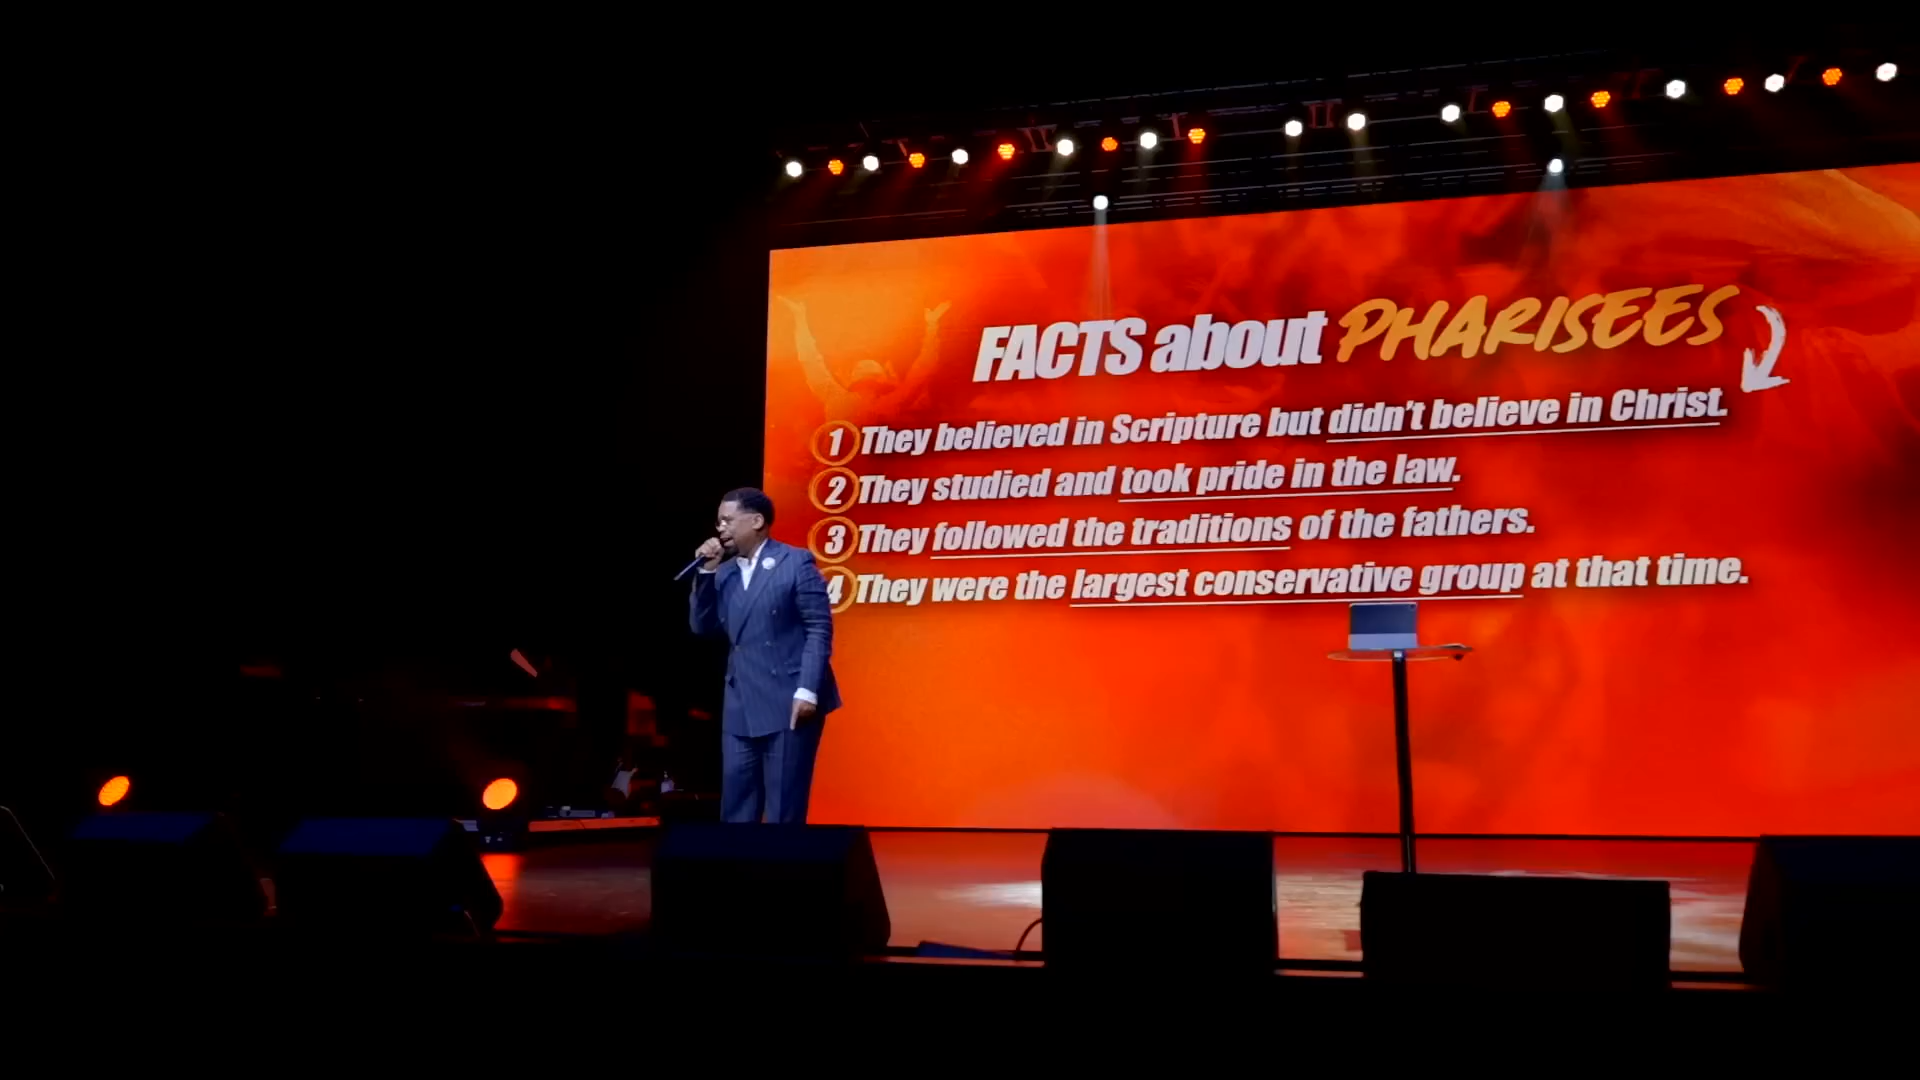 FACTS about PHARISEES
1 They believed in Scripture but didn't believe in Christ.
2 They studied and took pride in the law.
3 They followed the traditions of the fathers.
4 They were the largest conservative group at that time.